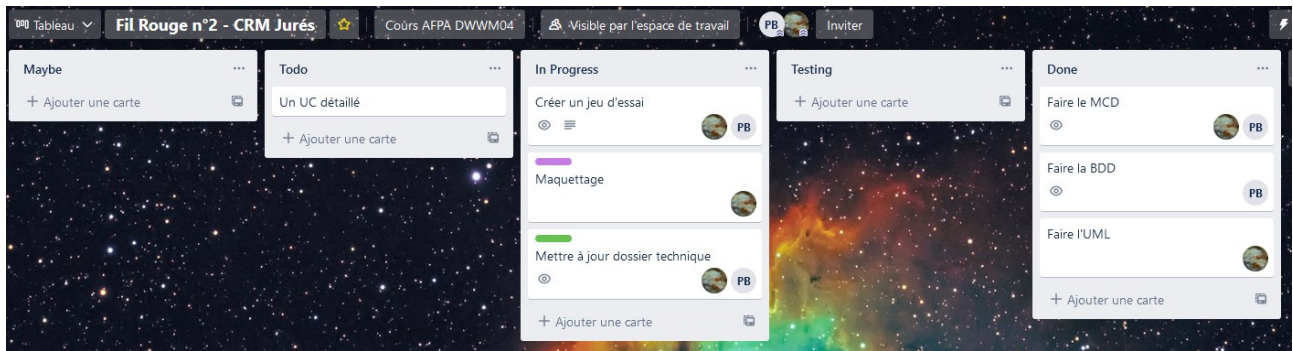 Tableau
Fil Rouge n°2 - CRM Jurés
Cours AFPA DWWM04
Visible par l'espace de travail
PB
Inviter
Maybe
Ajouter une carte
Todo
Un UC détaillé
Ajouter une carte
In Progress
Créer un jeu d'essai
PB
Maquettage
Mettre à jour dossier technique
PB
Ajouter une carte
Testing
Ajouter une carte
Done
Faire le MCD
PB
Faire la BDD
PB
Faire l'UML
Ajouter une carte